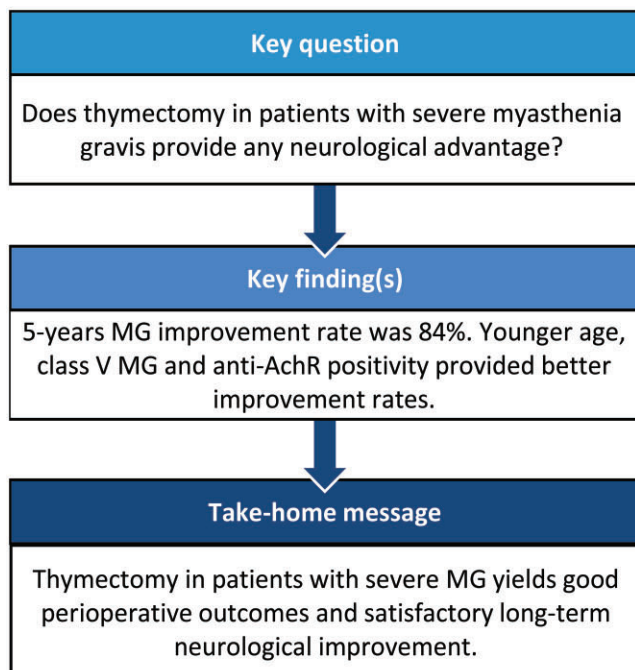 Key question
Does thymectomy in patients with severe myasthenia
gravis provide any neurological advantage?
Key finding(s)
5-years MG improvement rate was 84%. Younger age,
class V MG and anti-AchR positivity provided better
improvement rates.
Take-home message
Thymectomy in patients with severe MG yields good
perioperative outcomes and satisfactory long-term
neurological improvement.